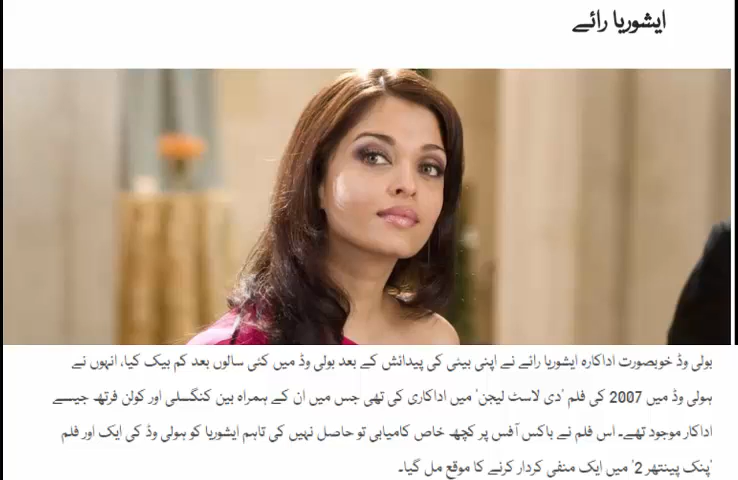 ایشوریا رائے
بولی وڈ خوبصورت اداکارہ ایشوریا رائے نے اپنی بیٹی کی پیدائش کے بعد بولی وڈ میں کئی سالوں بعد کم بیک کیا، انہوں نے
ہولی وڈ میں 2007 کی فلم 'دی لاسٹ لیجن' میں اداکاری کی تھی جس میں ان کے ہمراہ بین کنگسلی اور کولن فرتھ جیسے
اداکار موجود تھے۔ اس فلم نے باکس آفس پر کچھ خاص کامیابی تو حاصل نہیں کی تاہم ایشوریا کو ہولی وڈ کی ایک اور فلم
'پنک پینتھر 2' میں ایک منفی کردار کرنے کا موقع مل گیا۔